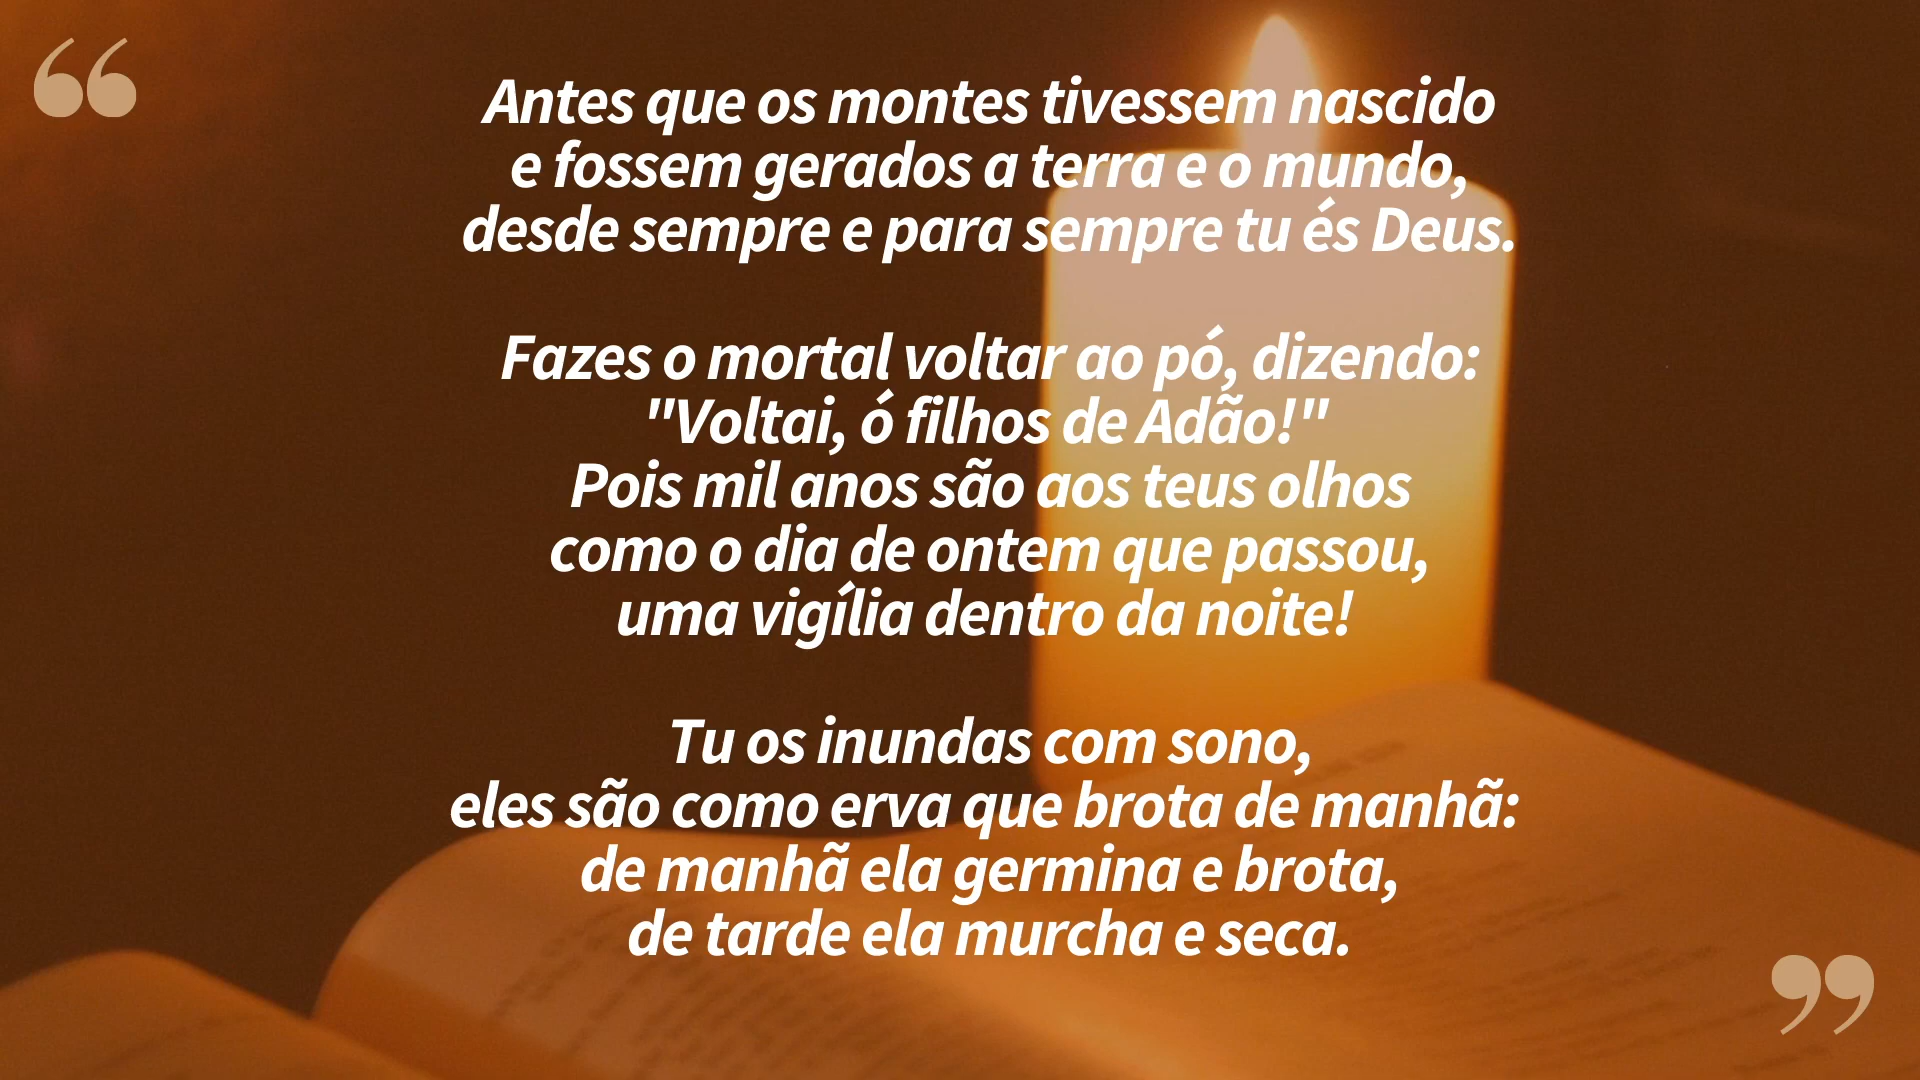 Antes que os montes tivessem nascido
e fossem gerados a terra e o mundo,
desde sempre e para sempre tu és Deus.
Fazes o mortal voltar ao pó, dizendo:
"Voltai, ó filhos de Adão!"
Pois mil anos são aos teus olhos
como o dia de ontem que passou,
uma vigília dentro da noite!
Tu os inundas com sono,
eles são como erva que brota de manhã:
de manhã ela germina e brota,
de tarde ela murcha e seca.